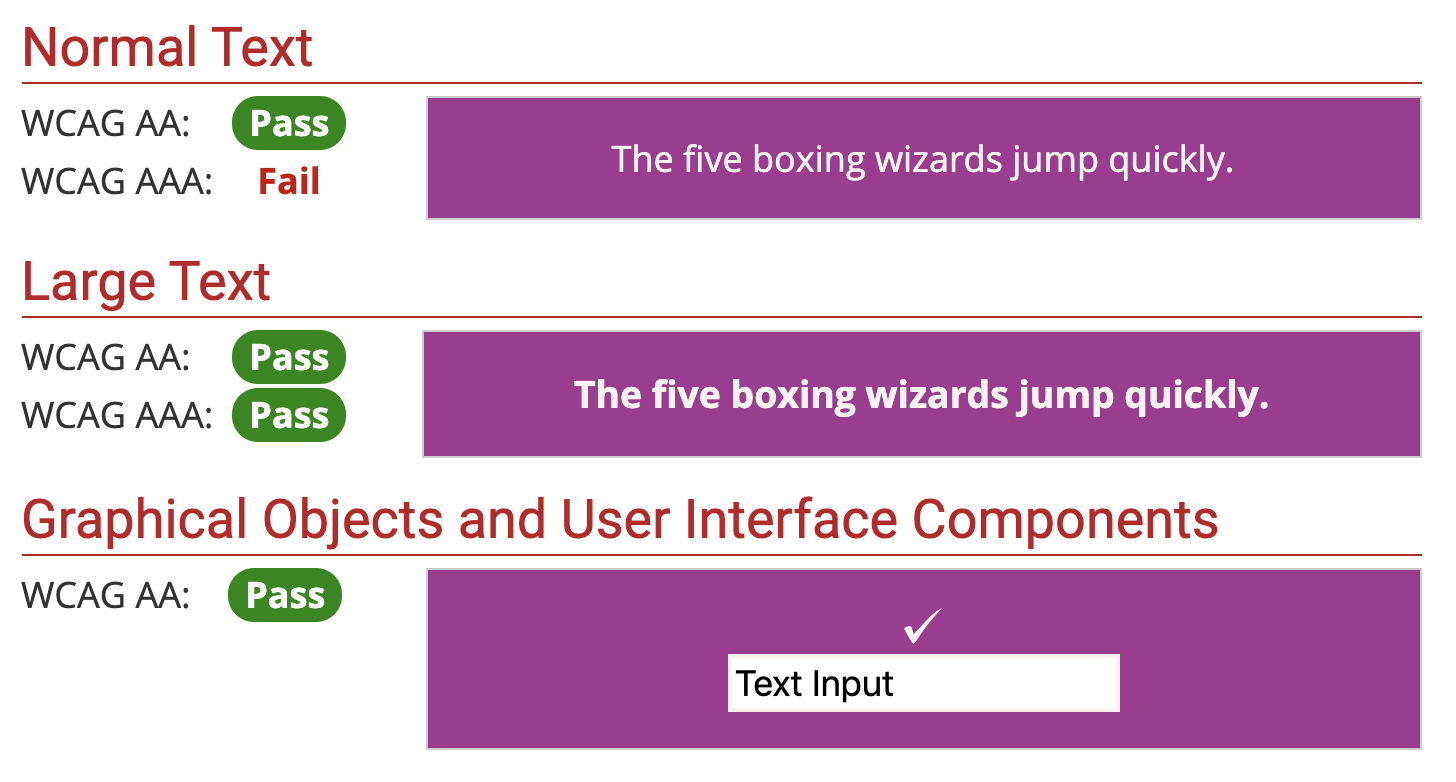 Normal Text
WCAG AA: Pass
WCAG AAA: Fail
The five boxing wizards jump quickly.
Large Text
WCAG AA: Pass
WCAG AAA: Pass
The five boxing wizards jump quickly.
Graphical Objects and User Interface Components
WCAG AA: Pass
✓
Text Input